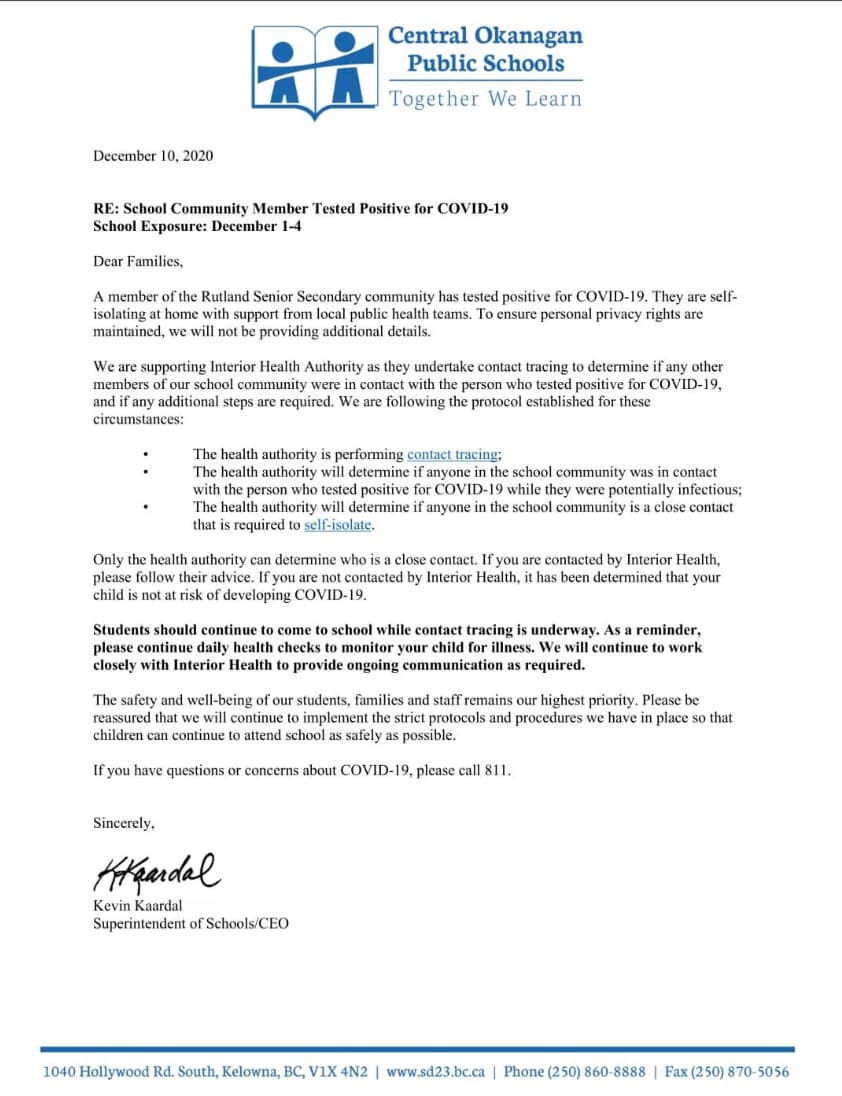 Central Okanagan
Public Schools
Together We Learn
December 10, 2020
RE: School Community Member Tested Positive for COVID-19
School Exposure: December 1-4
Dear Families,
A member of the Rutland Senior Secondary community has tested positive for COVID-19. They are self-
isolating at home with support from local public health teams. To ensure personal privacy rights are
maintained, we will not be providing additional details.
We are supporting Interior Health Authority as they undertake contact tracing to determine if any other
members of our school community were in contact with the person who tested positive for COVID-19,
and if any additional steps are required. We are following the protocol established for these
circumstances:
• The health authority is performing contact tracing;
• The health authority will determine if anyone in the school community was in contact
with the person who tested positive for COVID-19 while they were potentially infectious;
• The health authority will determine if anyone in the school community is a close contact
that is required to self-isolate.
Only the health authority can determine who is a close contact. If you are contacted by Interior Health,
please follow their advice. If you are not contacted by Interior Health, it has been determined that your
child is not at risk of developing COVID-19.
Students should continue to come to school while contact tracing is underway. As a reminder,
please continue daily health checks to monitor your child for illness. We will continue to work
closely with Interior Health to provide ongoing communication as required.
The safety and well-being of our students, families and staff remains our highest priority. Please be
reassured that we will continue to implement the strict protocols and procedures we have in place so that
children can continue to attend school as safely as possible.
If you have questions or concerns about COVID-19, please call 811.
Sincerely,
KKaardal
Kevin Kaardal
Superintendent of Schools/CEO
1040 Hollywood Rd. South, Kelowna, BC, V1X 4N2 | www.sd23.bc.ca | Phone (250) 860-8888 | Fax (250) 870-5056